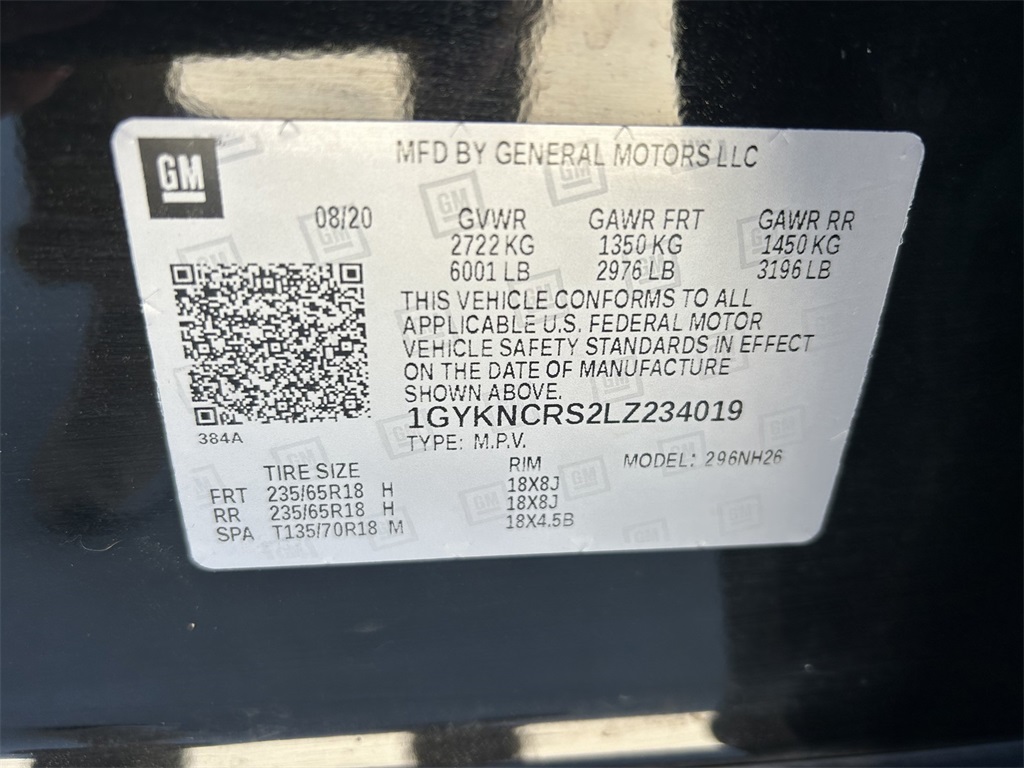 GM
MFD BY GENERAL MOTORS LLC
08/20 GVWR GAWR FRT GAWR RR
2722 KG 1350 KG 1450 KG
6001 LB 2976 LB 3196 LB
THIS VEHICLE CONFORMS TO ALL
APPLICABLE U.S. FEDERAL MOTOR
VEHICLE SAFETY STANDARDS IN EFFECT
ON THE DATE OF MANUFACTURE
SHOWN ABOVE.
1GYKNCRS2LZ234019
384A
TYPE: M.P.V.
TIRE SIZE RIM MODEL: 296NH26
FRT 235/65R18 H 18X8J
RR 235/65R18 H 18X8J
SPA T135/70R18 M 18X4.5B